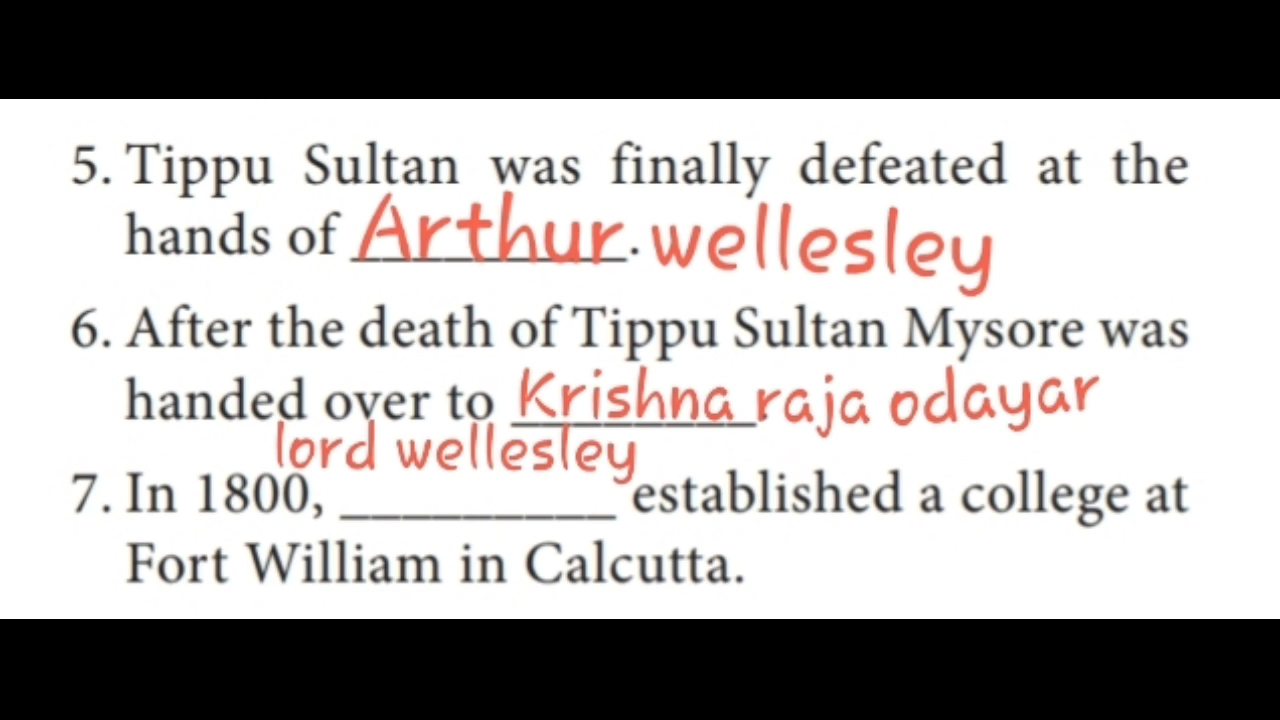 5. Tippu Sultan was finally defeated at the
hands of Arthur. wellesley
6. After the death of Tippu Sultan Mysore was
handed over to Krishna raja odayar
lord wellesley
7. In 1800, _________ established a college at
Fort William in Calcutta.